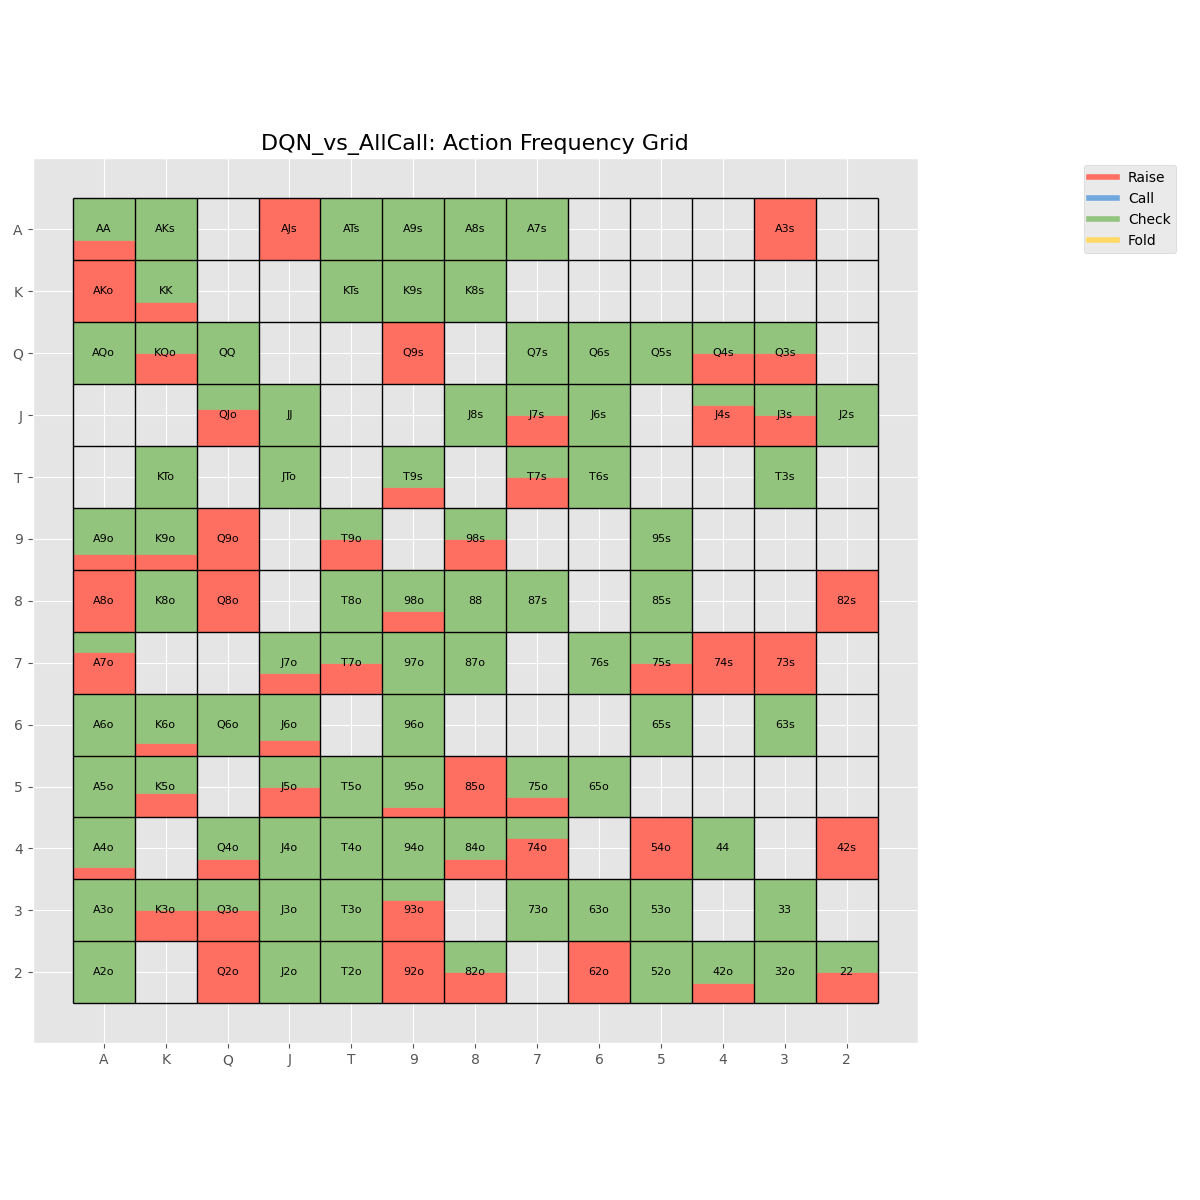 DQN_vs_AllCall: Action Frequency Grid
Raise
Call
Check
Fold
A AA AKs AJs ATs A9s A8s A7s A3s
K AKo KK KTs K9s K8s
Q AQo KQo QQ Q9s Q7s Q6s Q5s Q4s Q3s
J QJo JJ J8s J7s J6s J4s J3s J2s
T KTo JTo T9s T7s T6s T3s
9 A9o K9o Q9o T9o 98s 95s
8 A8o K8o Q8o T8o 98o 88 87s 85s 82s
7 A7o J7o T7o 97o 87o 76s 75s 74s 73s
6 A6o K6o Q6o J6o 96o 65s 63s
5 A5o K5o J5o T5o 95o 85o 75o 65o
4 A4o Q4o J4o T4o 94o 84o 74o 54o 44 42s
3 A3o K3o Q3o J3o T3o 93o 73o 63o 53o 33
2 A2o Q2o J2o T2o 92o 82o 62o 52o 42o 32o 22
A K Q J T 9 8 7 6 5 4 3 2